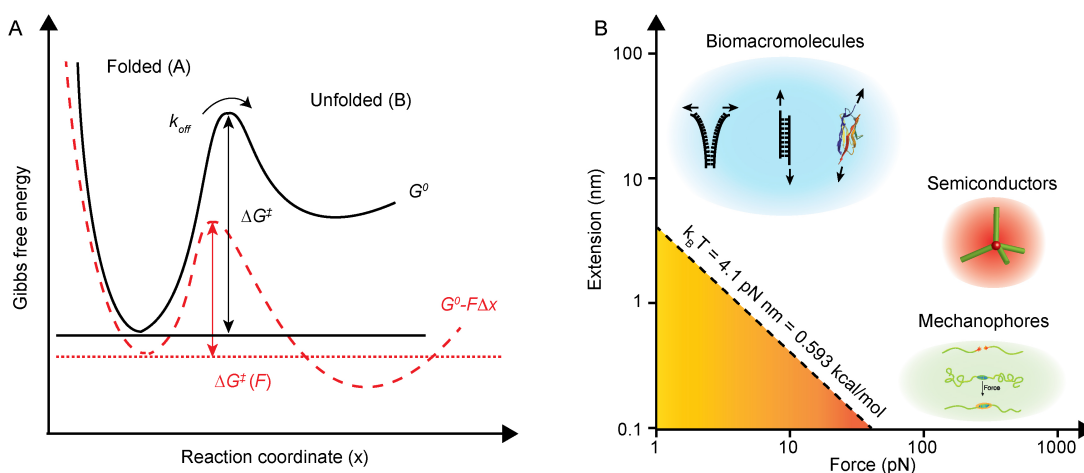 A
Folded (A)
Unfolded (B)
k_off
G⁰
ΔG‡
G⁰-FΔx
ΔG‡(F)
Gibbs free energy
Reaction coordinate (x)
B
Biomacromolecules
Semiconductors
Mechanophores
Force
k_B T = 4.1 pN nm = 0.593 kcal/mol
Extension (nm)
100
10
1
0.1
1
10
100
1000
Force (pN)